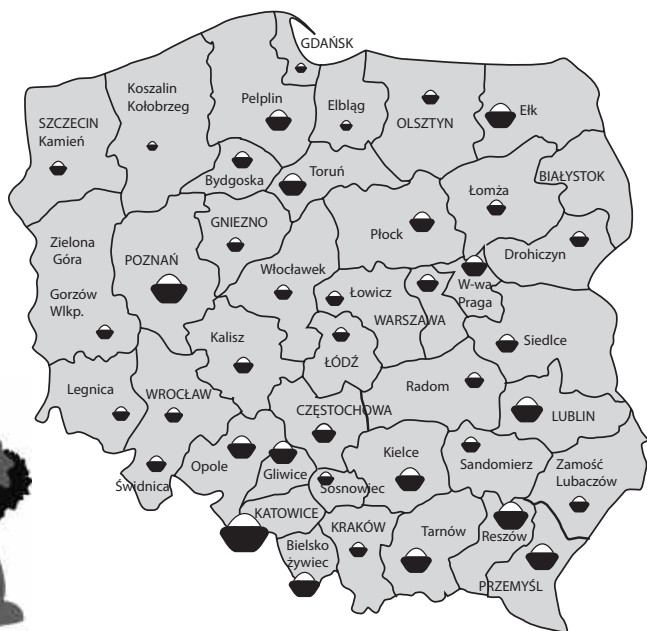 GDAŃSK
Koszalin
Kołobrzeg
Pelplin
Elbląg
Ełk
SZCZECIN
Kamień
OLSZTYN
Bydgoska
Toruń
Łomża
BIAŁYSTOK
GNIEZNO
Zielona
Góra
POZNAŃ
Płock
Drohiczyn
Włocławek
Gorzów
Wlkp.
Łowicz
W-wa
Praga
WARSZAWA
Kalisz
ŁÓDŹ
Siedlce
Legnica
WROCŁAW
Radom
CZĘSTOCHOWA
LUBLIN
Opole
Gliwice
Kielce
Sandomierz
Zamość
Lubaczów
Świdnica
Sosnowiec
KATOWICE
KRAKÓW
Tarnów
Reszów
Bielsko
żywiec
PRZEMYŚL